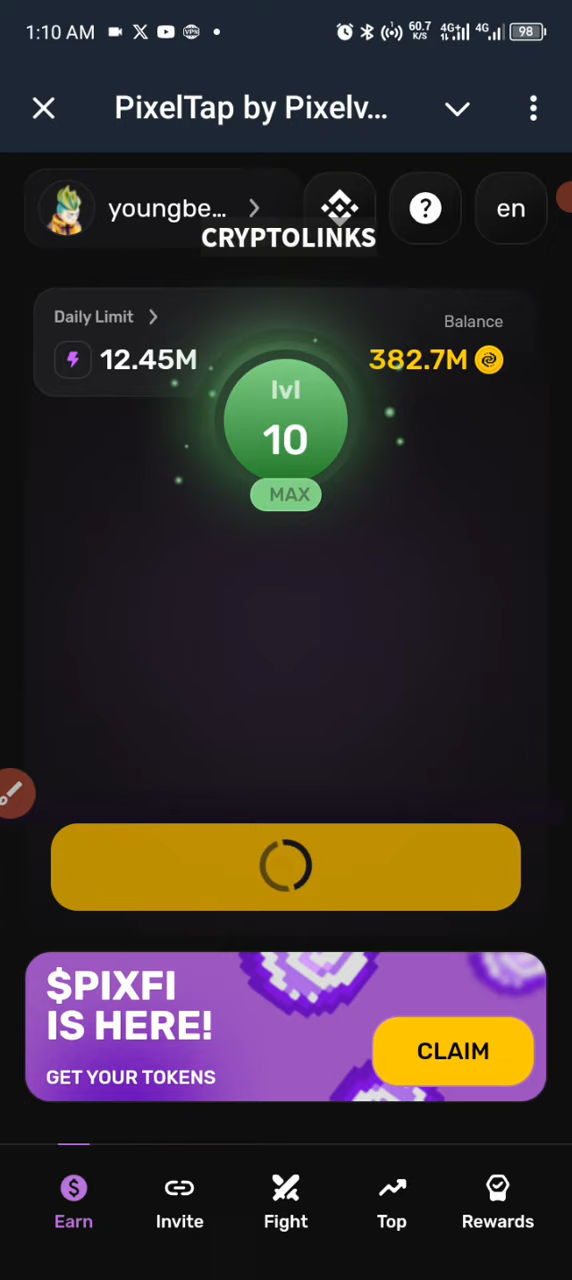 1:10 AM
VPN
60.7
K/S
4G+
4G
98
PixelTap by Pixelv...
youngbe...
?
en
CRYPTOLINKS
Daily Limit
12.45M
Balance
382.7M
lvl
10
MAX
$PIXFI
IS HERE!
GET YOUR TOKENS
CLAIM
Earn
Invite
Fight
Top
Rewards